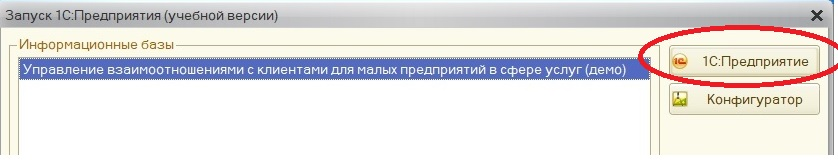 Запуск 1С:Предприятия (учебной версии)
Информационные базы
Управление взаимоотношениями с клиентами для малых предприятий в сфере услуг (демо)
1С:Предприятие
Конфигуратор